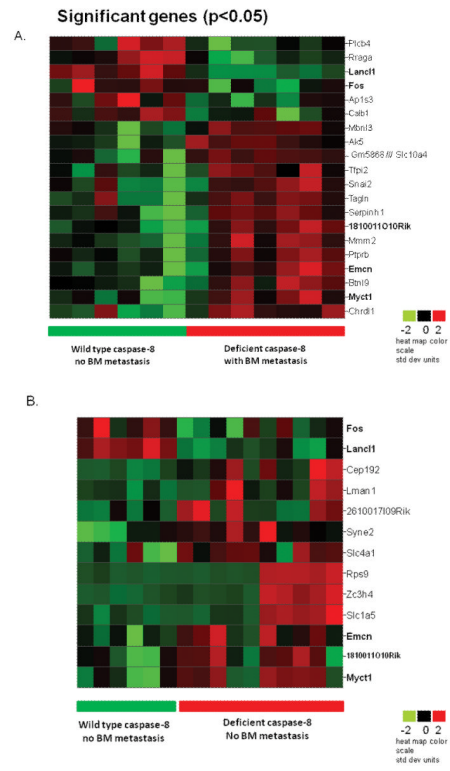 Significant genes (p<0.05)
A.
Plcb4
Rraga
Lancl1
Fos
Ap1s3
Calb1
Mbnl3
Ak5
Gm5868 /// Slc10a4
Tfpi2
Snai2
Tagln
Serpinh1
1810011O10Rik
Mmrn2
Ptprb
Emcn
Btnl9
Myct1
Chrdl1
Wild type caspase-8
no BM metastasis
Deficient caspase-8
with BM metastasis
-2 0 2
heat map color
scale
std dev units
B.
Fos
Lancl1
Cep192
Lman1
2610017I09Rik
Syne2
Slc4a1
Rps9
Zc3h4
Slc1a5
Emcn
1810011O10Rik
Myct1
Wild type caspase-8
no BM metastasis
Deficient caspase-8
No BM metastasis
-2 0 2
heat map color
scale
std dev units